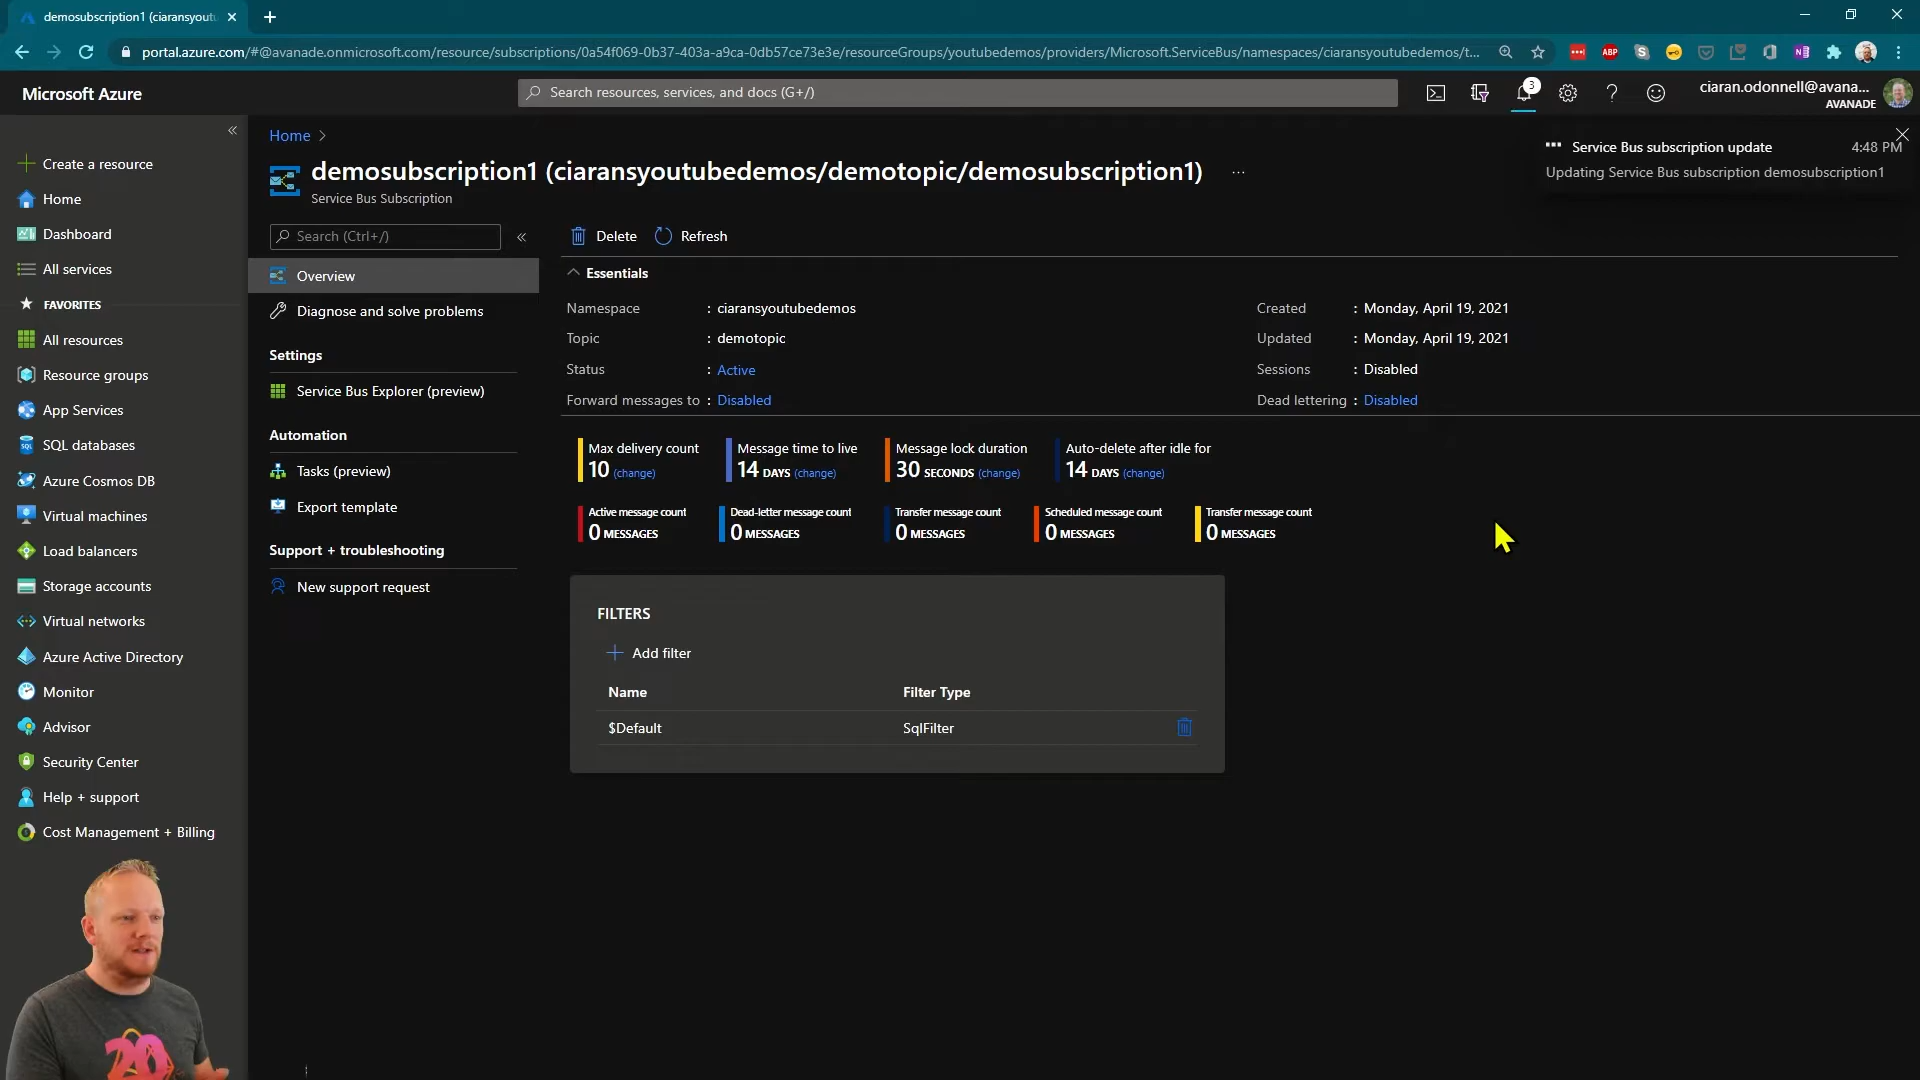 demosubscription1 (ciaransyoutu
portal.azure.com/#@avanade.onmicrosoft.com/resource/subscriptions/0a54f069-0b37-403a-a9ca-0db57ce73e3e/resourceGroups/youtubedemos/providers/Microsoft.ServiceBus/namespaces/ciaransyoutubedemos/t...
ABP
Microsoft Azure
Search resources, services, and docs (G+/)
3
ciaran.odonnell@avana...
AVANADE
Create a resource
Home
Dashboard
All services
FAVORITES
All resources
Resource groups
App Services
SQL databases
Azure Cosmos DB
Virtual machines
Load balancers
Storage accounts
Virtual networks
Azure Active Directory
Monitor
Advisor
Security Center
Help + support
Cost Management + Billing
Home >
demosubscription1 (ciaransyoutubedemos/demotopic/demosubscription1) ...
Service Bus Subscription
Search (Ctrl+/)
Overview
Diagnose and solve problems
Settings
Service Bus Explorer (preview)
Automation
Tasks (preview)
Export template
Support + troubleshooting
New support request
Delete Refresh
Essentials
Namespace : ciaransyoutubedemos
Topic : demotopic
Status : Active
Forward messages to : Disabled
Created : Monday, April 19, 2021
Updated : Monday, April 19, 2021
Sessions : Disabled
Dead lettering : Disabled
Max delivery count
10 (change)
Message time to live
14 DAYS (change)
Message lock duration
30 SECONDS (change)
Auto-delete after idle for
14 DAYS (change)
Active message count
0 MESSAGES
Dead-letter message count
0 MESSAGES
Transfer message count
0 MESSAGES
Scheduled message count
0 MESSAGES
Transfer message count
0 MESSAGES
FILTERS
Add filter
Name Filter Type
$Default SqlFilter
Service Bus subscription update 4:48 PM
Updating Service Bus subscription demosubscription1
20